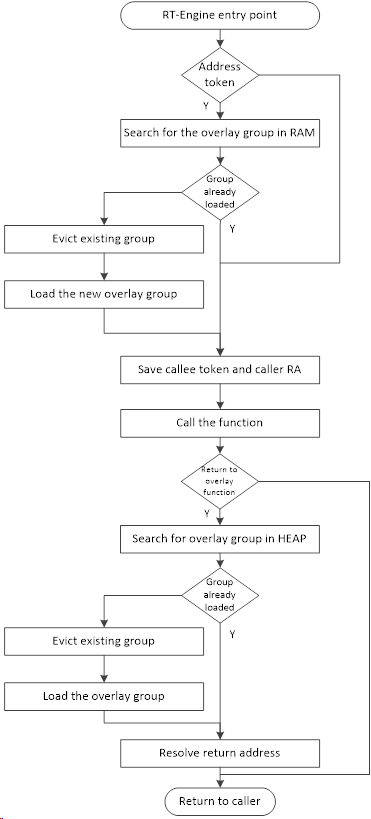 RT-Engine entry point
Address
token
Y
Search for the overlay group in RAM
Group
already
loaded
Y
Evict existing group
Load the new overlay group
Save callee token and caller RA
Call the function
Return to
overlay
function
Y
Search for overlay group in HEAP
Group
already
loaded
Y
Evict existing group
Load the overlay group
Resolve return address
Return to caller